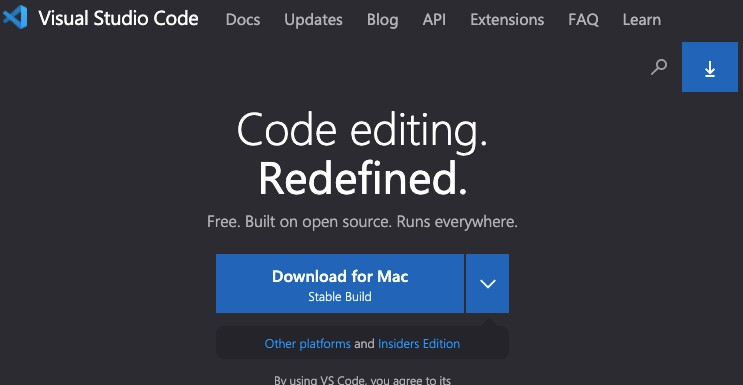 Visual Studio Code Docs Updates Blog API Extensions FAQ Learn
Code editing.
Redefined.
Free. Built on open source. Runs everywhere.
Download for Mac
Stable Build
Other platforms and Insiders Edition
By using VS Code, you agree to its